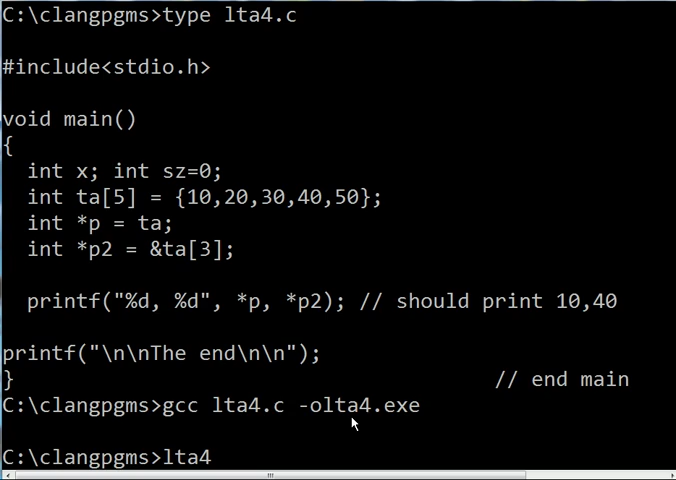 C:\clangpgms>type lta4.c
#include<stdio.h>
void main()
{
int x; int sz=0;
int ta[5] = {10,20,30,40,50};
int *p = ta;
int *p2 = &ta[3];
printf("%d, %d", *p, *p2); // should print 10,40
printf("\n\nThe end\n\n");
} // end main
C:\clangpgms>gcc lta4.c -olta4.exe
C:\clangpgms>lta4